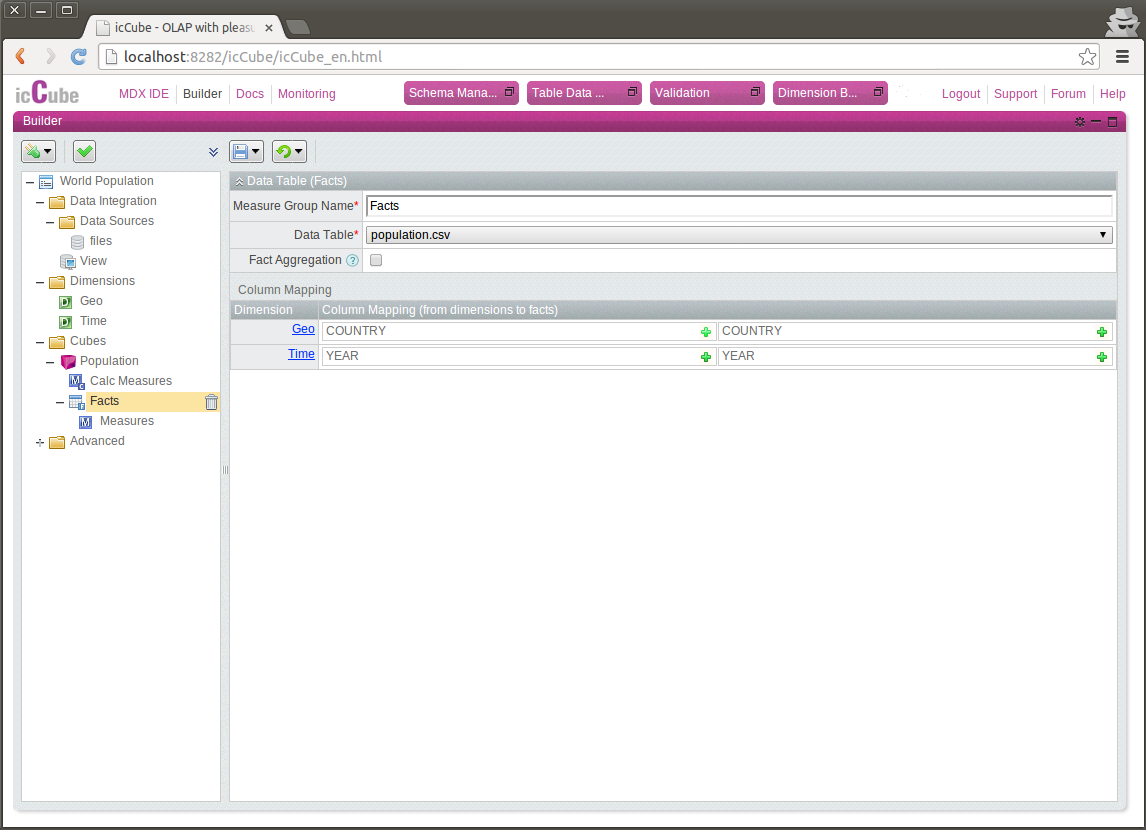 icCube - OLAP with pleas
localhost:8282/icCube/icCube_en.html
icCube MDX IDE Builder Docs Monitoring Schema Mana... Table Data ... Validation Dimension B... Logout Support Forum Help
Builder
World Population
Data Integration
Data Sources
files
View
Dimensions
Geo
Time
Cubes
Population
Calc Measures
Facts
Measures
Advanced
Data Table (Facts)
Measure Group Name* Facts
Data Table* population.csv
Fact Aggregation ?
Column Mapping
Dimension Column Mapping (from dimensions to facts)
Geo COUNTRY COUNTRY
Time YEAR YEAR